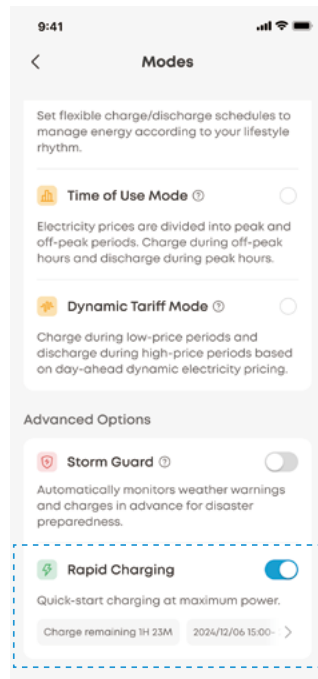 9:41
Modes
Set flexible charge/discharge schedules to
manage energy according to your lifestyle
rhythm.
Time of Use Mode
Electricity prices are divided into peak and
off-peak periods. Charge during off-peak
hours and discharge during peak hours.
Dynamic Tariff Mode
Charge during low-price periods and
discharge during high-price periods based
on day-ahead dynamic electricity pricing.
Advanced Options
Storm Guard
Automatically monitors weather warnings
and charges in advance for disaster
preparedness.
Rapid Charging
Quick-start charging at maximum power.
Charge remaining 1H 23M 2024/12/06 15:00-